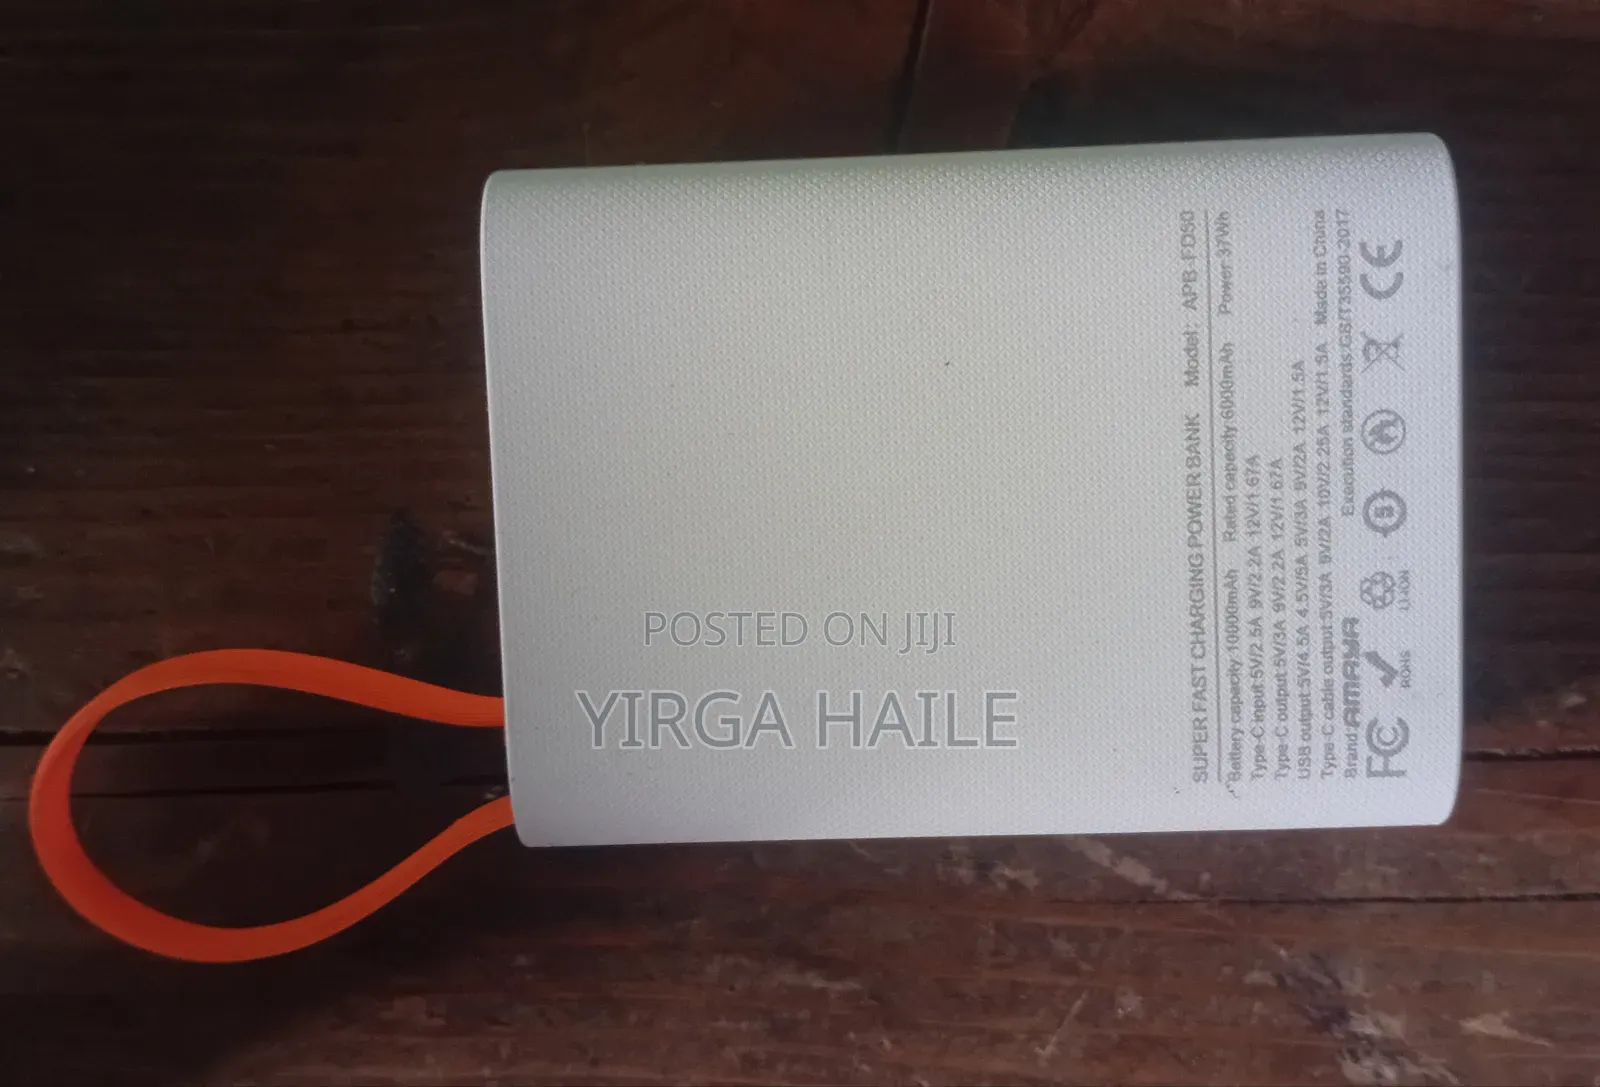 SUPER FAST CHARGING POWER BANK Model: APB-FD50
Battery capacity:10000mAh Rated capacity:6000mAh Power 37Wh
Type-C input:5V/2.5A 9V/2.2A 12V/1.67A
Type-C output:5V/3A 9V/2.2A 12V/1.67A
USB output:5V/4.5A 4.5V/5A 5V/3A 9V/2A 12V/1.5A
Type-C cable output:5V/3A 9V/2A 10V/2.25A 12V/1.5A Made in China
Brand:AMAYA Execution standards:GB/T35590-2017
FC ROHS LI-ION 5 CE
POSTED ON JIJI
YIRGA HAILE